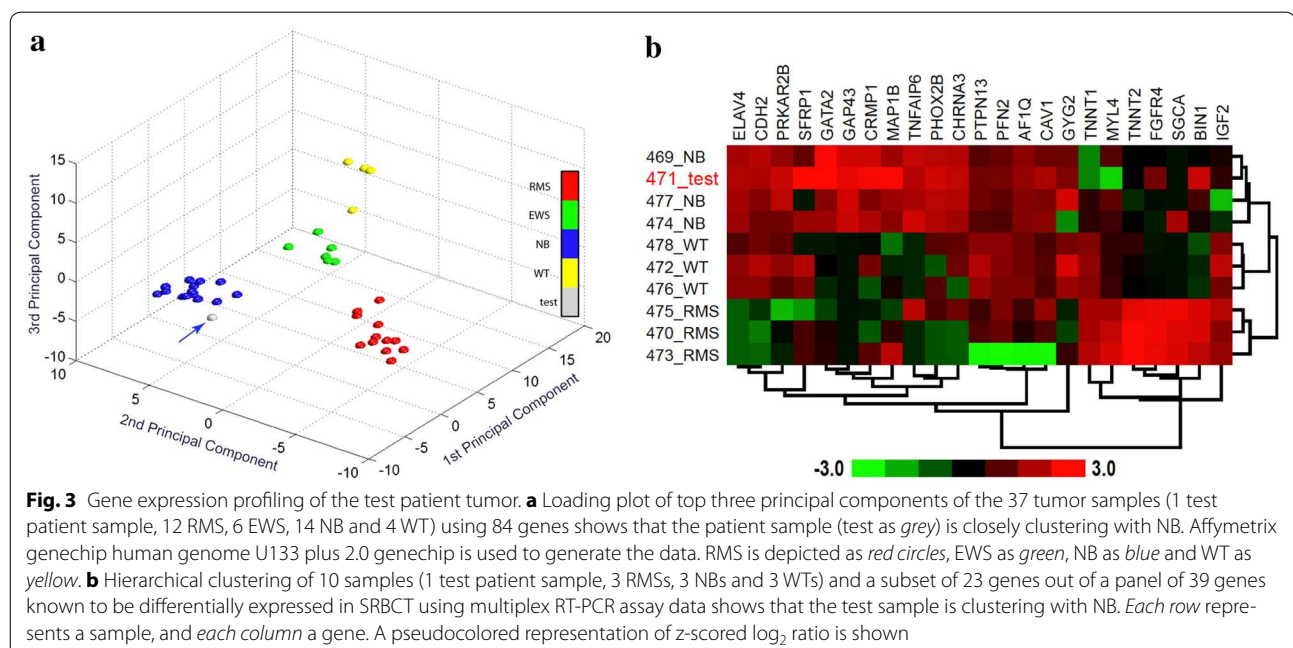 a
15
10
5
0
-5
-10
3rd Principal Component
10
5
0
-5
-10
2nd Principal Component
-10
-5
0
5
10
15
20
1st Principal Component
RMS
EWS
NB
WT
test
b
ELAV4
CDH2
PRKAR2B
SFRP1
GATA2
GAP43
CRMP1
MAP1B
TNFAIP6
PHOX2B
CHRNA3
PTPN13
PFN2
AF1Q
CAV1
GYG2
TNNT1
MYL4
TNNT2
FGFR4
SGCA
BIN1
IGF2
469_NB
471_test
477_NB
474_NB
478_WT
472_WT
476_WT
475_RMS
470_RMS
473_RMS
-3.0 3.0
Fig. 3 Gene expression profiling of the test patient tumor. a Loading plot of top three principal components of the 37 tumor samples (1 test
patient sample, 12 RMS, 6 EWS, 14 NB and 4 WT) using 84 genes shows that the patient sample (test as grey) is closely clustering with NB. Affymetrix
genechip human genome U133 plus 2.0 genechip is used to generate the data. RMS is depicted as red circles, EWS as green, NB as blue and WT as
yellow. b Hierarchical clustering of 10 samples (1 test patient sample, 3 RMSs, 3 NBs and 3 WTs) and a subset of 23 genes out of a panel of 39 genes
known to be differentially expressed in SRBCT using multiplex RT-PCR assay data shows that the test sample is clustering with NB. Each row repre-
sents a sample, and each column a gene. A pseudocolored representation of z-scored log2 ratio is shown